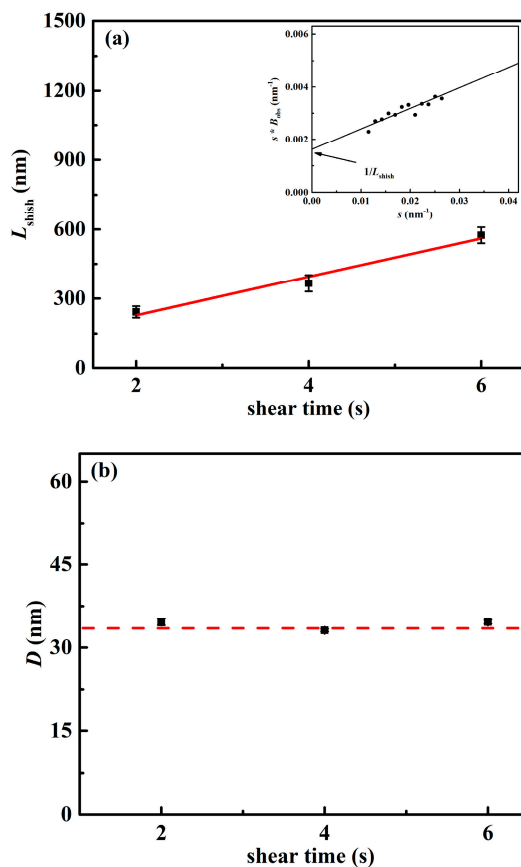 (a)
1500
1200
900
600
300
0
L_shish (nm)
2 4 6
shear time (s)
0.006
0.004
0.002
0.000
s * B_obs (nm⁻¹)
1/L_shish
0.00 0.01 0.02 0.03 0.04
s (nm⁻¹)
(b)
60
45
30
15
0
D (nm)
2 4 6
shear time (s)